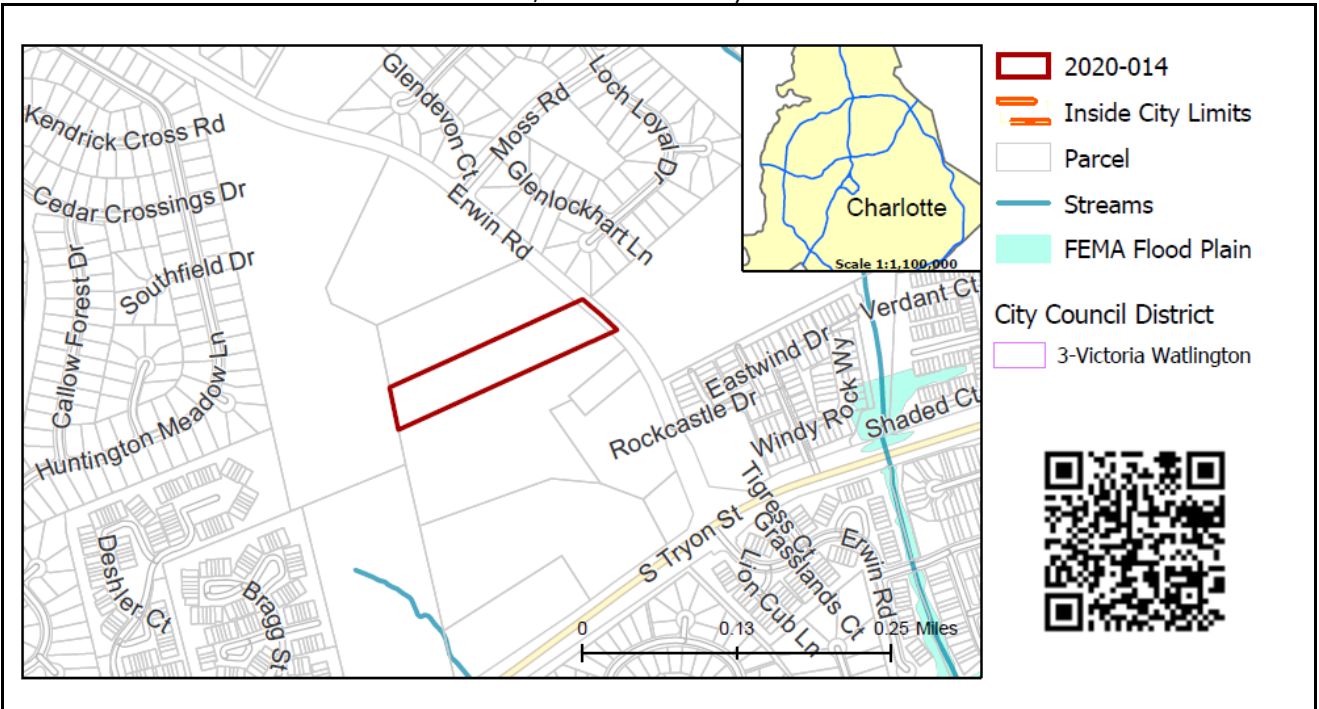 Kendrick Cross Rd
Cedar Crossings Dr
Callow Forest Dr
Southfield Dr
Huntington Meadow Ln
Glendevon Ct
Moss Rd
Loch Loyal Dr
Glenlockhart Ln
Erwin Rd
Charlotte
Scale 1:1,100,000
Verdant Ct
Eastwind Dr
Rockcastle Dr
Windy Rock Wy
Shaded Ct
Deshler Ct
Bragg St
S Tryon St
Tigress Ct
Grasslands Ct
Lion Cub Ln
Erwin Rd
0 0.13 0.25 Miles
2020-014
Inside City Limits
Parcel
Streams
FEMA Flood Plain
City Council District
3-Victoria Watlington